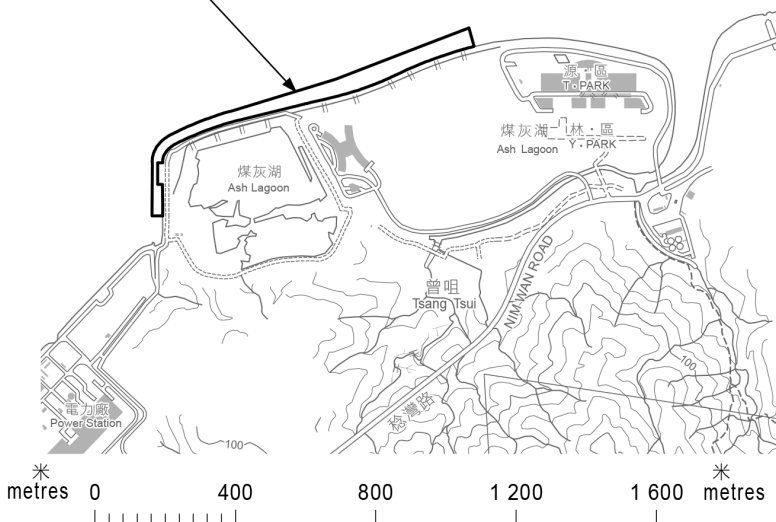 源・區
T・PARK
煤灰湖
林・區
Ash Lagoon
Y・PARK
煤灰湖
Ash Lagoon
曾咀
Tsang Tsui
NIM WAN ROAD
稔灣路
100
電力廠
Power Station
100
metres 0 400 800 1 200 1 600 metres